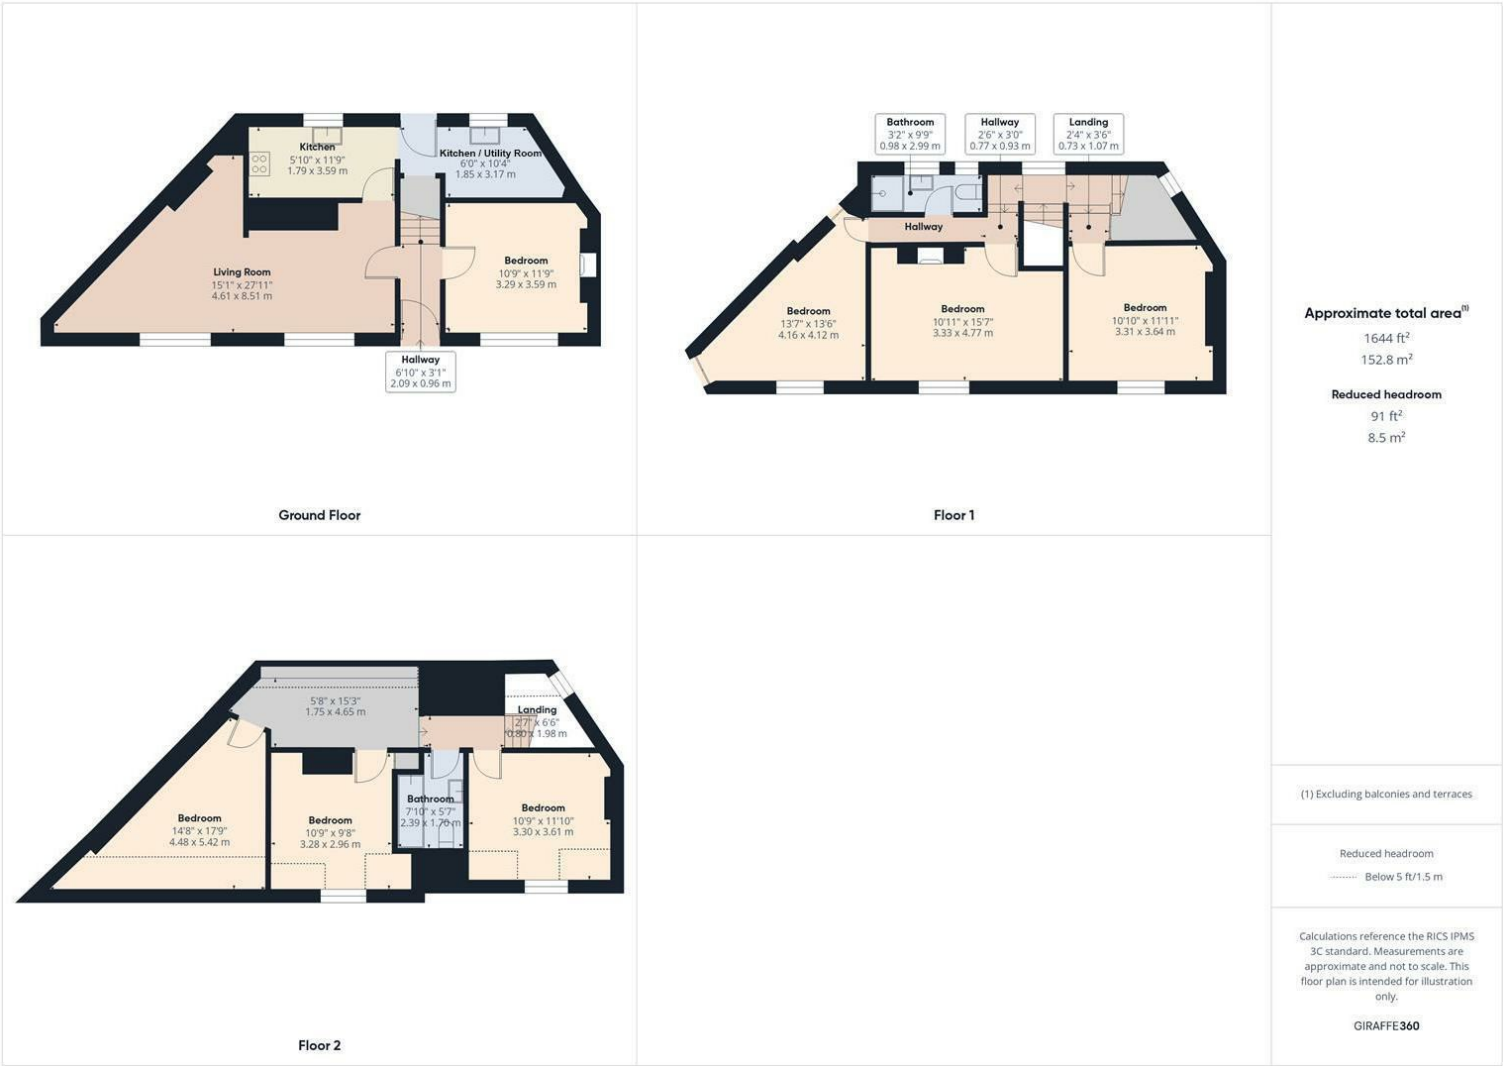 Kitchen
5'10" x 11'9"
1.79 x 3.59 m
Kitchen / Utility Room
6'0" x 10'4"
1.85 x 3.17 m
Living Room
15'1" x 27'11"
4.61 x 8.51 m
Bedroom
10'9" x 11'9"
3.29 x 3.59 m
Hallway
6'10" x 3'1"
2.09 x 0.96 m
Ground Floor
Bathroom
3'2" x 9'9"
0.98 x 2.99 m
Hallway
2'6" x 3'0"
0.77 x 0.93 m
Landing
2'4" x 3'6"
0.73 x 1.07 m
Hallway
Bedroom
13'7" x 13'6"
4.16 x 4.12 m
Bedroom
10'11" x 15'7"
3.33 x 4.77 m
Bedroom
10'10" x 11'11"
3.31 x 3.64 m
Floor 1
5'8" x 15'3"
1.75 x 4.65 m
Landing
2'7" x 6'6"
0.80 x 1.98 m
Bedroom
14'8" x 17'9"
4.48 x 5.42 m
Bedroom
10'9" x 9'8"
3.28 x 2.96 m
Bathroom
7'10" x 5'7"
2.39 x 1.70 m
Bedroom
10'9" x 11'10"
3.30 x 3.61 m
Floor 2
Approximate total area(1)
1644 ft²
152.8 m²
Reduced headroom
91 ft²
8.5 m²
(1) Excluding balconies and terraces
Reduced headroom
Below 5 ft/1.5 m
Calculations reference the RICS IPMS
3C standard. Measurements are
approximate and not to scale. This
floor plan is intended for illustration
only.
GIRAFFE360